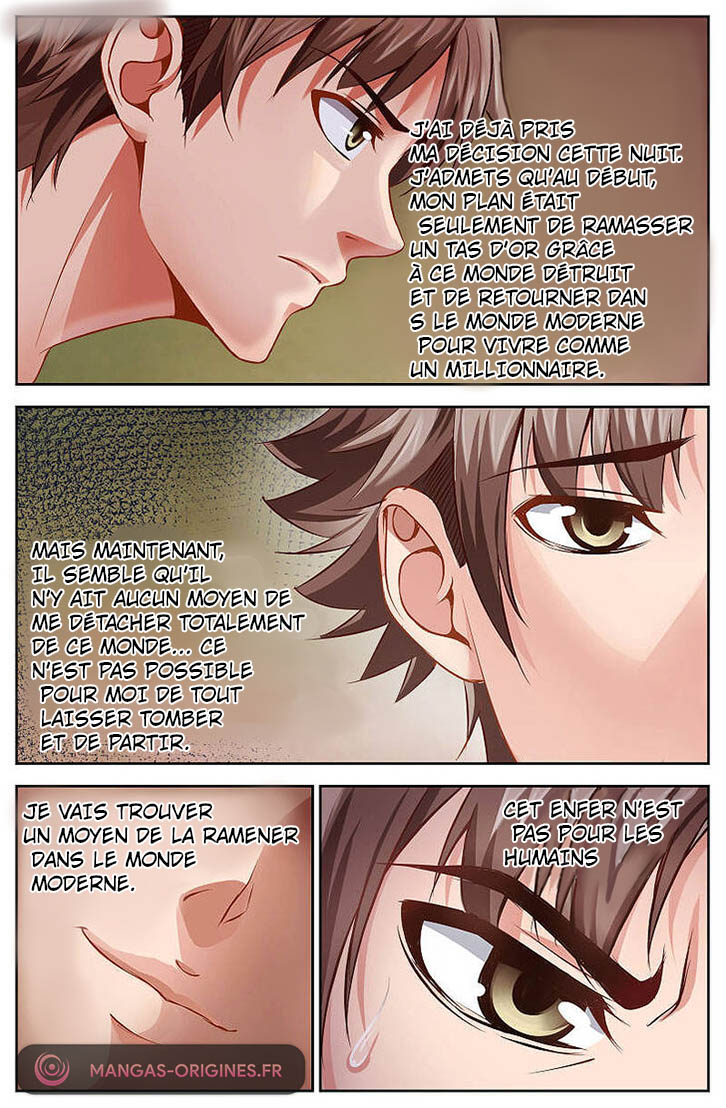 J'AI DÉJÀ PRIS
MA DÉCISION CETTE NUIT.
J'ADMETS QU'AU DÉBUT,
MON PLAN ÉTAIT
SEULEMENT DE RAMASSER
UN TAS D'OR GRÂCE
À CE MONDE DÉTRUIT
ET DE RETOURNER DAN
S LE MONDE MODERNE
POUR VIVRE COMME
UN MILLIONNAIRE.
MAIS MAINTENANT,
IL SEMBLE QU'IL
N'Y AIT AUCUN MOYEN DE
ME DÉTACHER TOTALEMENT
DE CE MONDE... CE
N'EST PAS POSSIBLE
POUR MOI DE TOUT
LAISSER TOMBER
ET DE PARTIR.
JE VAIS TROUVER
UN MOYEN DE LA RAMENER
DANS LE MONDE
MODERNE.
CET ENFER N'EST
PAS POUR LES
HUMAINS
MANGAS-ORIGINES.FR